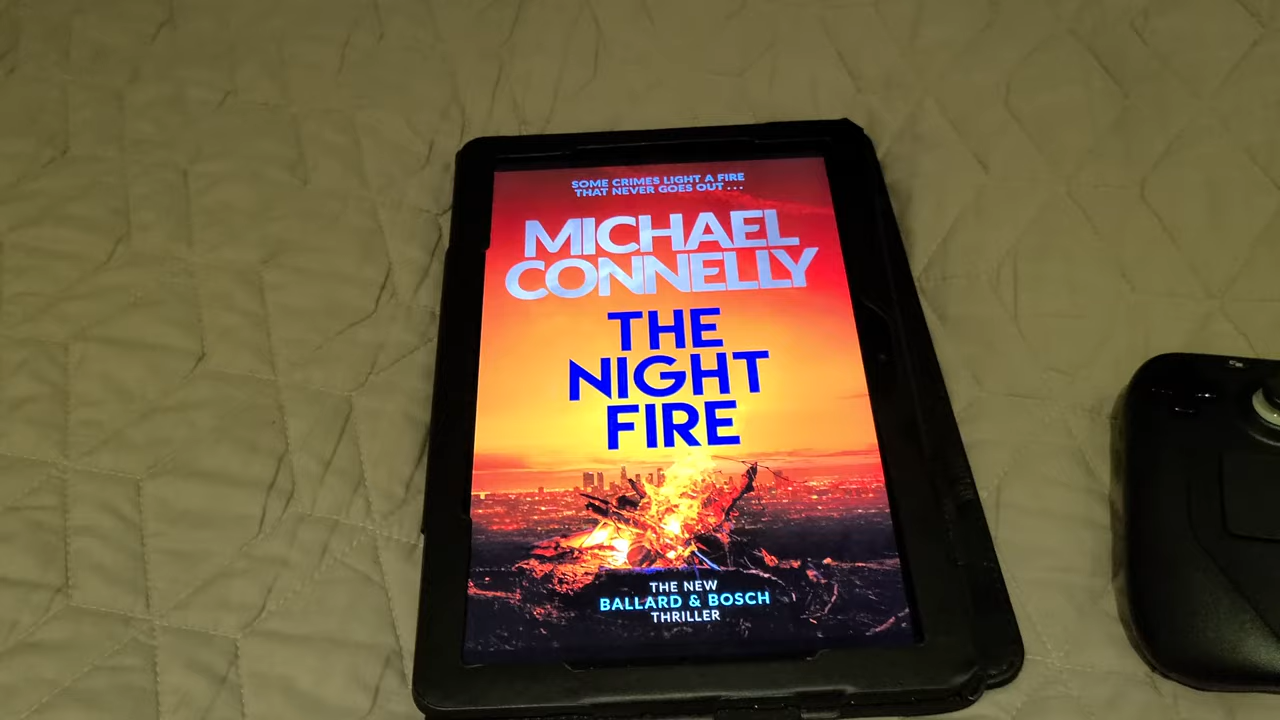 SOME CRIMES LIGHT A FIRE
THAT NEVER GOES OUT...
MICHAEL
CONNELLY
THE
NIGHT
FIRE
THE NEW
BALLARD & BOSCH
THRILLER